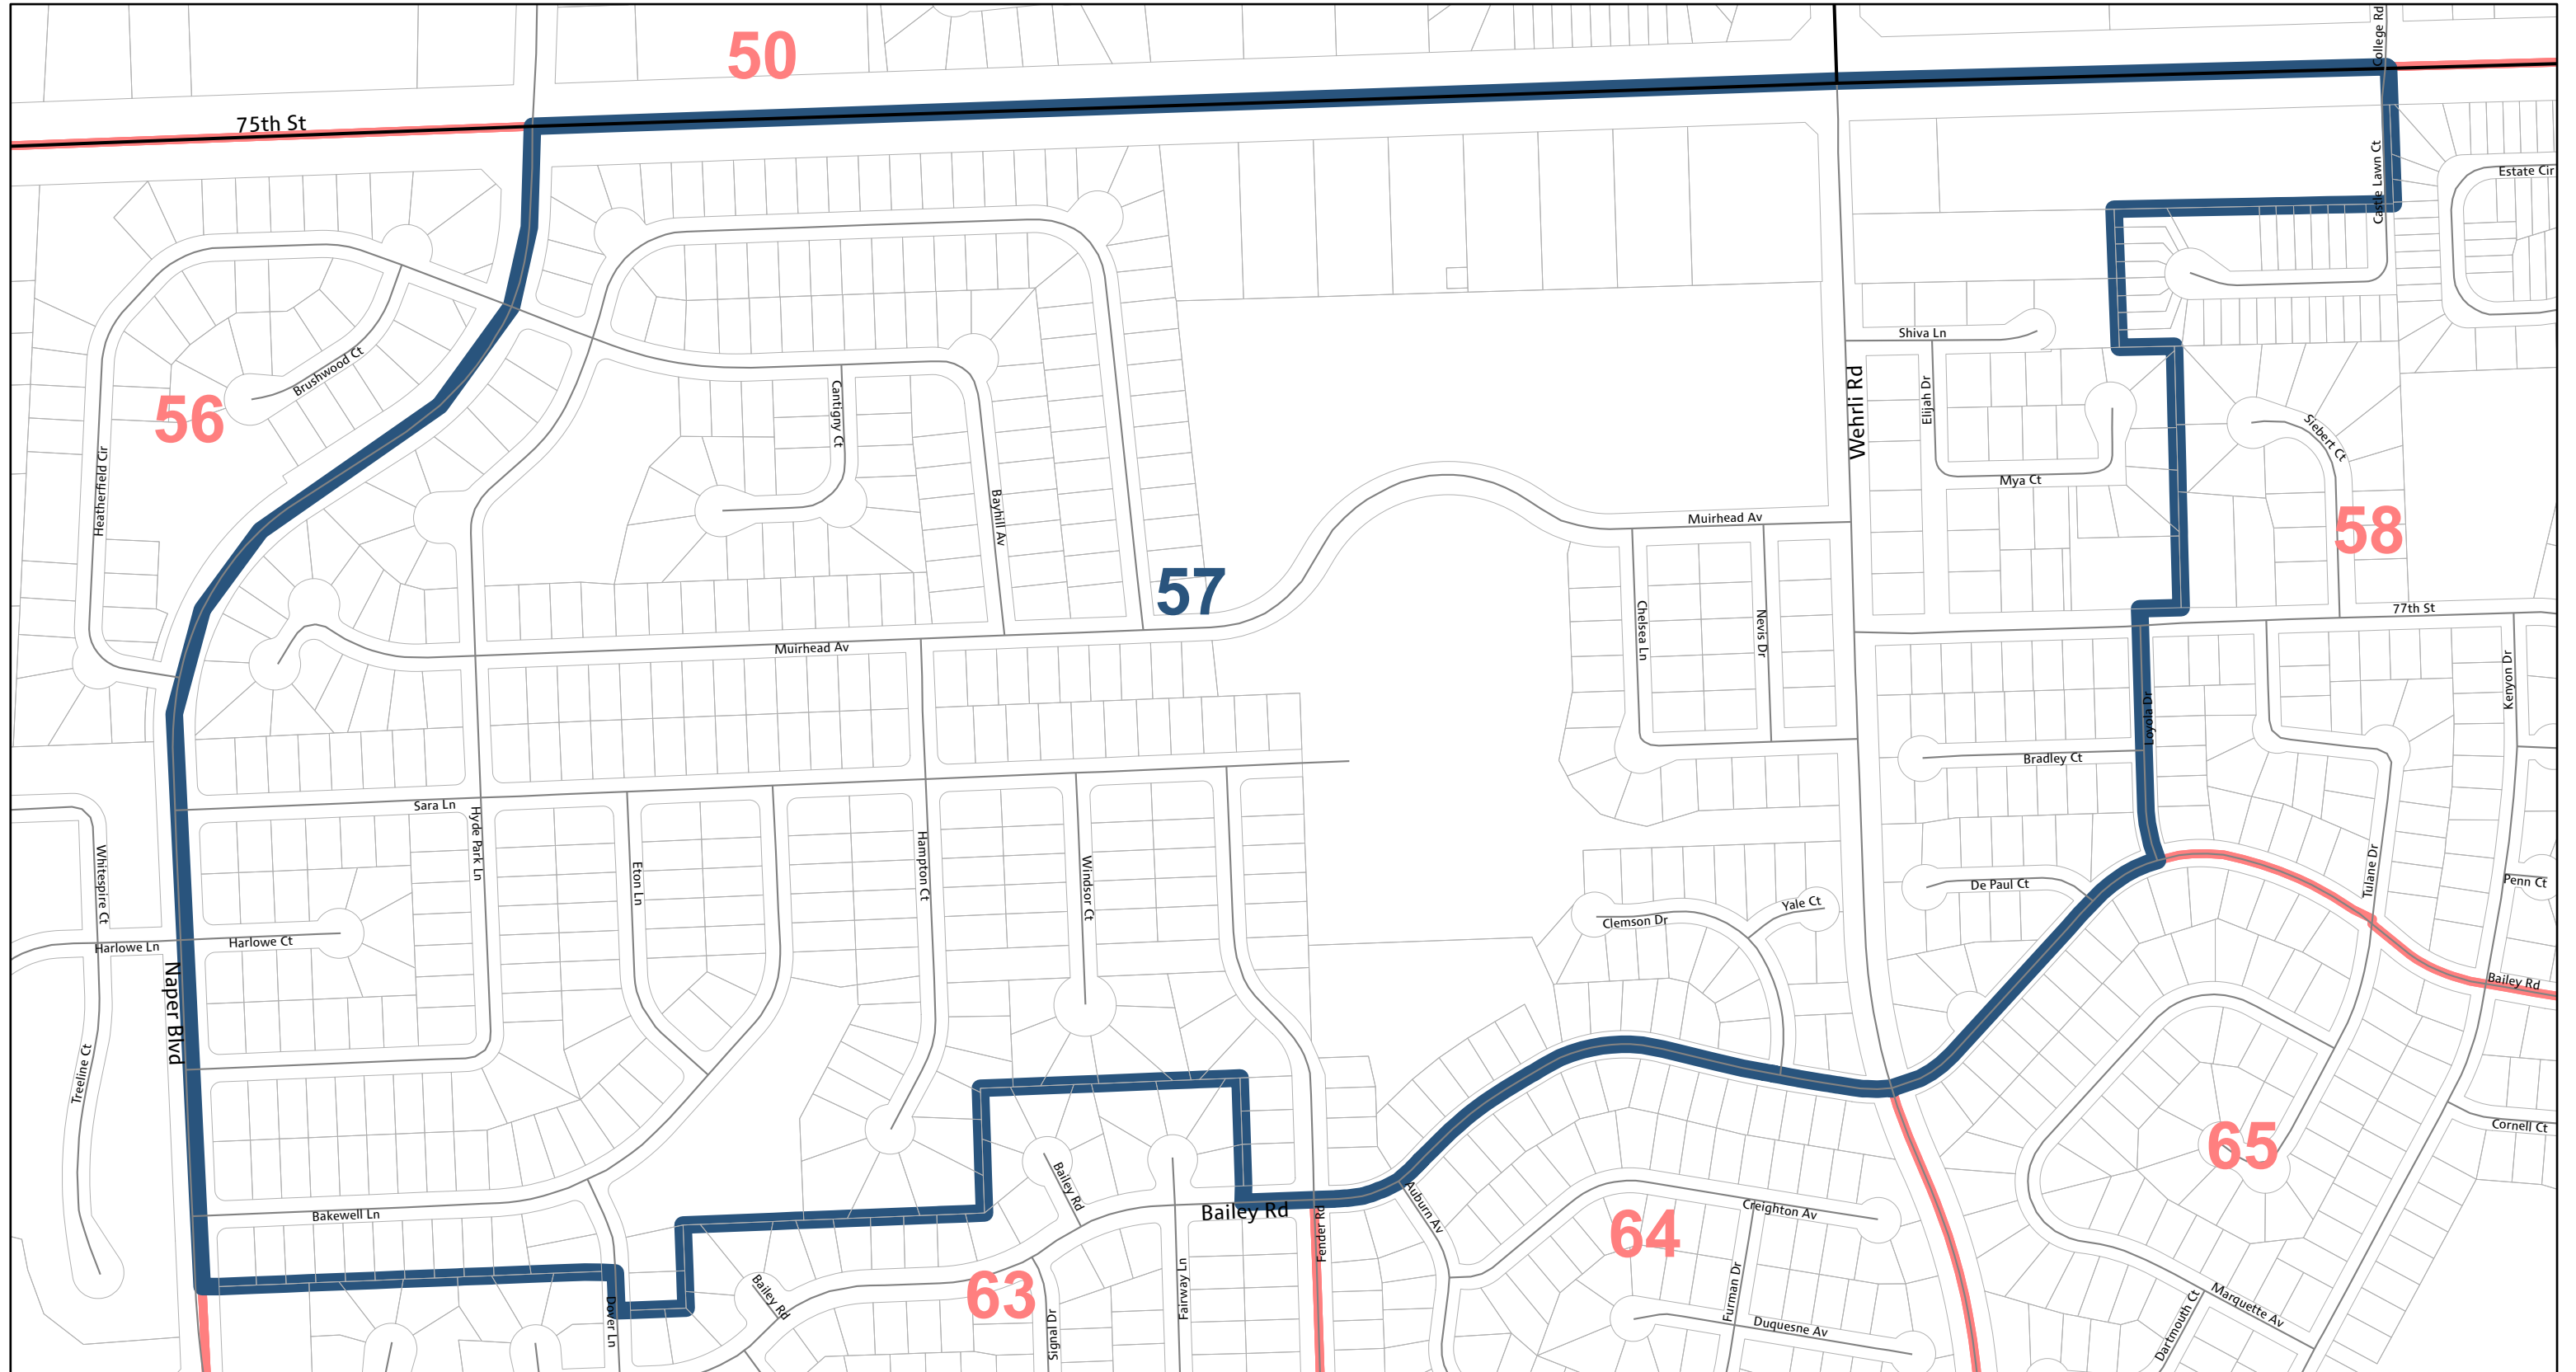 50
College Rd
75th St
Estate Cir
Castle Lawn Ct
Shiva Ln
Brushwood Ct
56
Cantigny Ct
Wehrli Rd
Elijah Dr
Siebert Ct
Heatherfield Cir
Mya Ct
Bayhill Av
Muirhead Av
58
57
77th St
Chelsea Ln
Nevis Dr
Muirhead Av
Kenyon Dr
Loyola Dr
Bradley Ct
Sara Ln
Hyde Park Ln
Whitespire Ct
Eton Ln
Hampton Ct
Windsor Ct
Tulane Dr
De Paul Ct
Penn Ct
Yale Ct
Clemson Dr
Harlowe Ln
Harlowe Ct
Bailey Rd
Naper Blvd
Treeline Ct
Cornell Ct
65
Bailey Rd
Bakewell Ln
Bailey Rd
Auburn Av
Creighton Av
Fender Rd
64
63
Bailey Rd
Fairway Ln
Furman Dr
Dover Ln
Signal Dr
Duquesne Av
Marquette Av
Dartmouth Ct